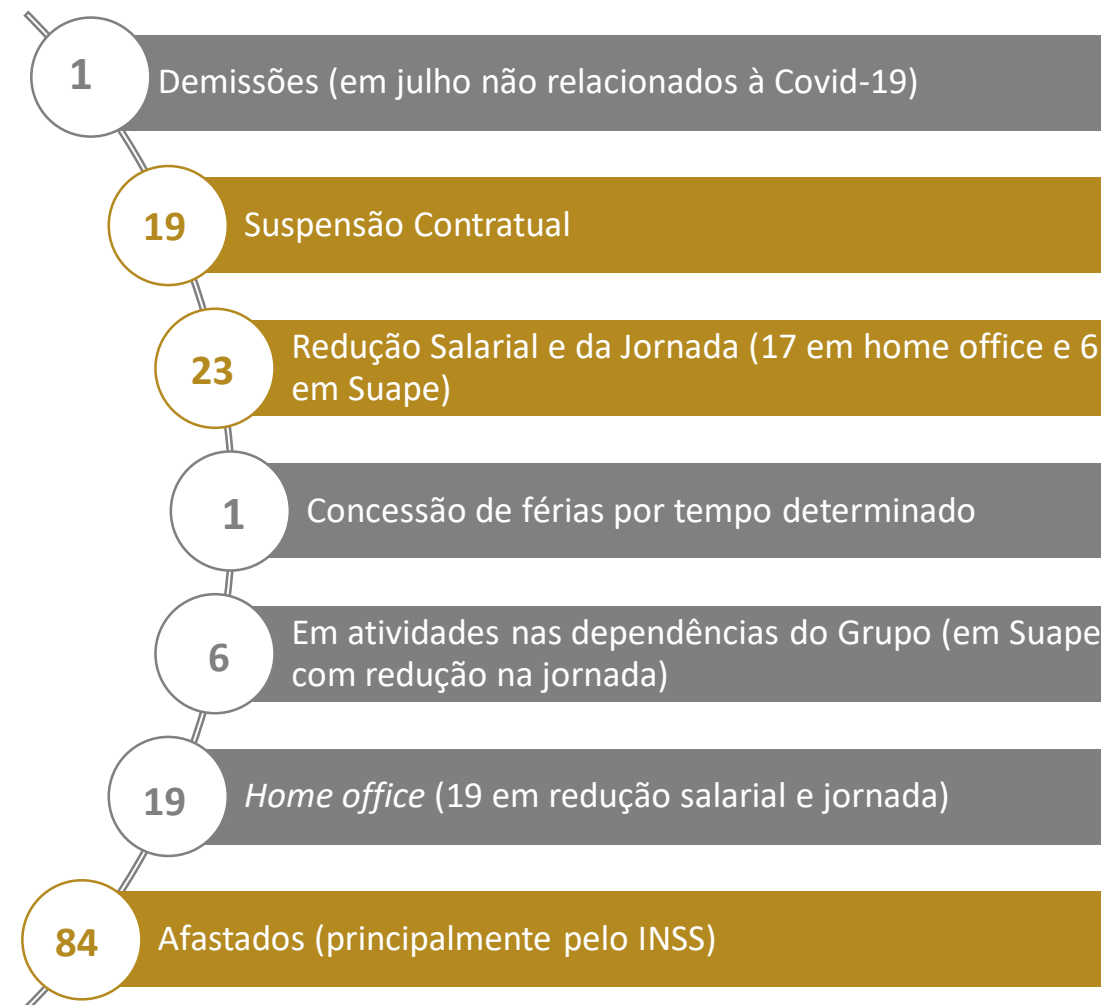 1
Demissões (em julho não relacionados à Covid-19)
19
Suspensão Contratual
23
Redução Salarial e da Jornada (17 em home office e 6
em Suape)
1
Concessão de férias por tempo determinado
6
Em atividades nas dependências do Grupo (em Suape
com redução na jornada)
19
Home office (19 em redução salarial e jornada)
84
Afastados (principalmente pelo INSS)